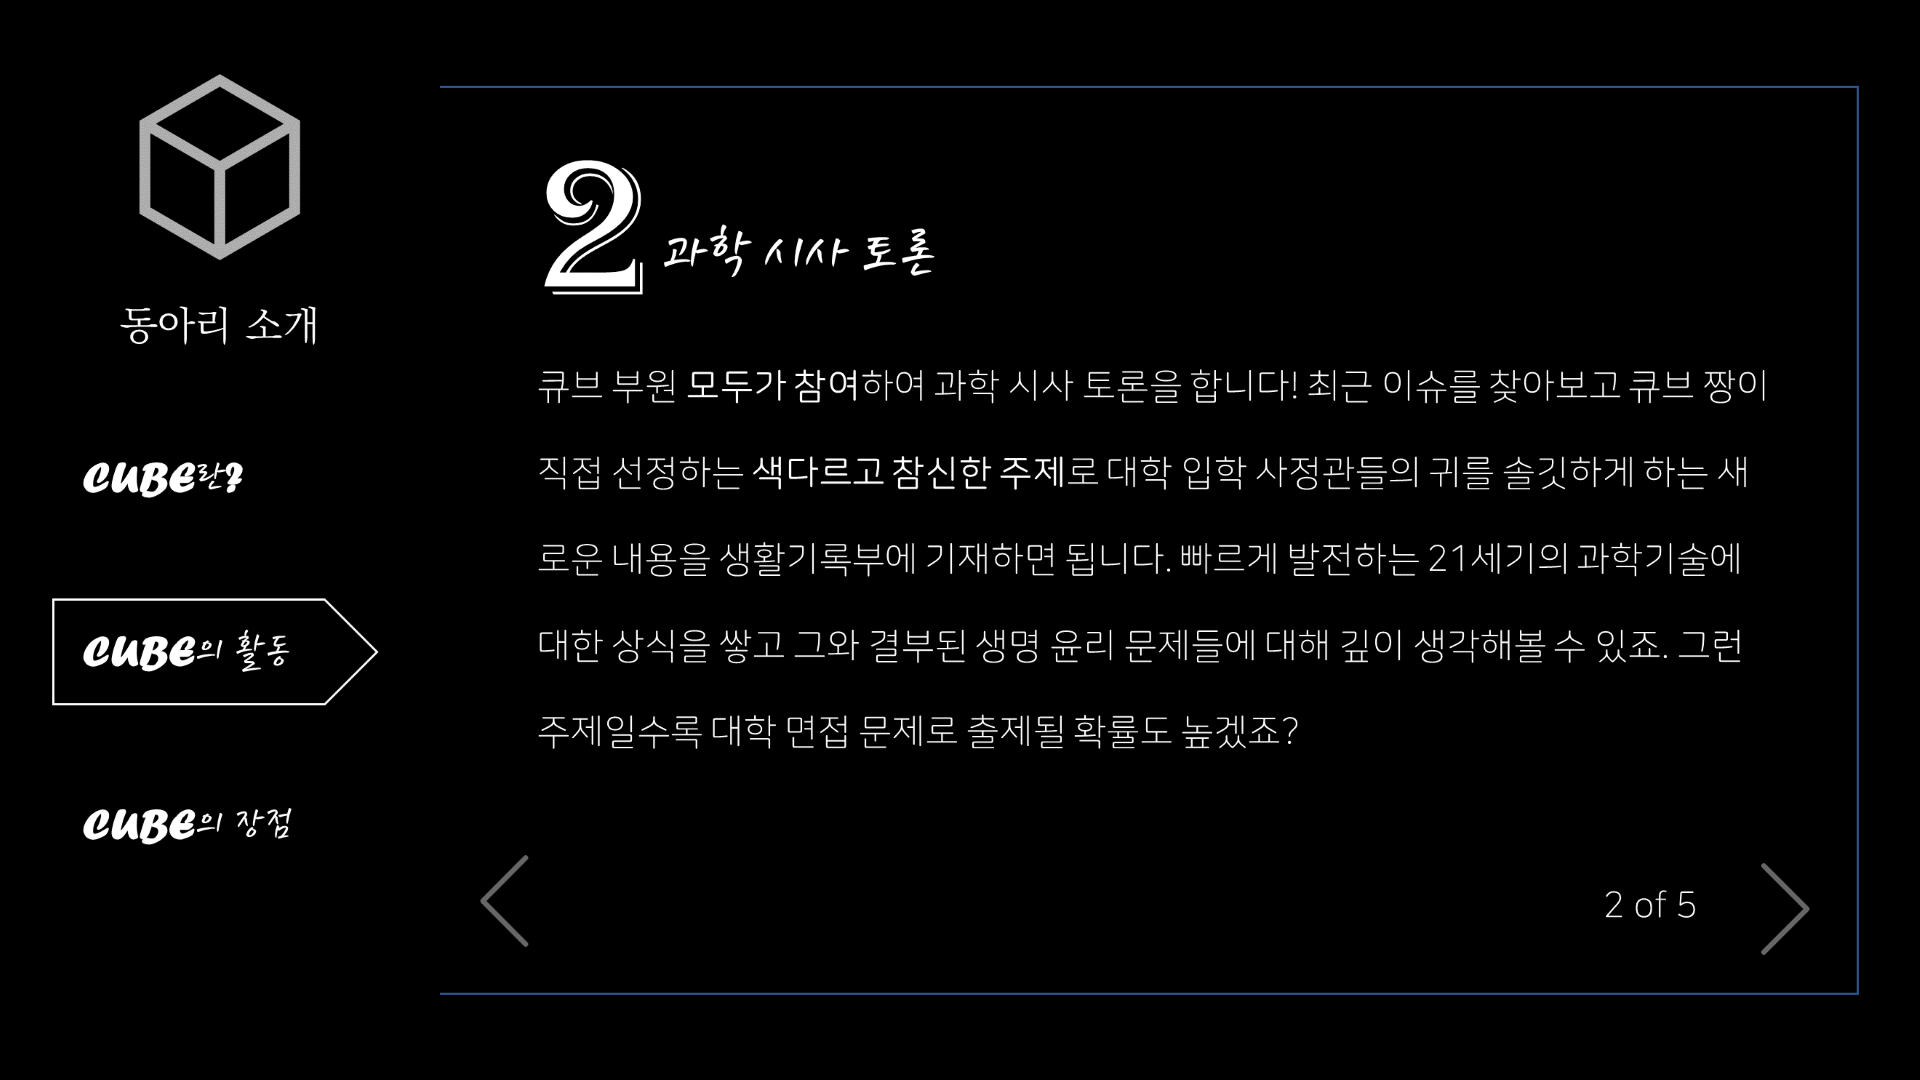 동아리 소개
CUBE란?
CUBE의 활동
CUBE의 장점
2 과학 시사 토론
큐브 부원 모두가 참여하여 과학 시사 토론을 합니다! 최근 이슈를 찾아보고 큐브 짱이
직접 선정하는 색다르고 참신한 주제로 대학 입학 사정관들의 귀를 솔깃하게 하는 새
로운 내용을 생활기록부에 기재하면 됩니다. 빠르게 발전하는 21세기의 과학기술에
대한 상식을 쌓고 그와 결부된 생명 윤리 문제들에 대해 깊이 생각해볼 수 있죠. 그런
주제일수록 대학 면접 문제로 출제될 확률도 높겠죠?
2 of 5